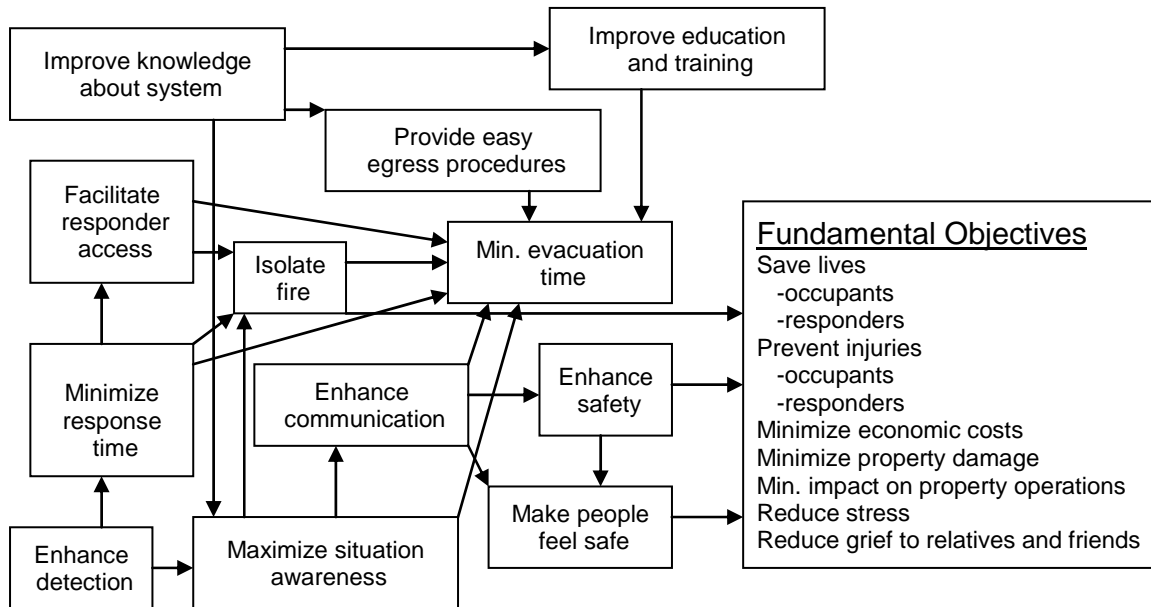 Improve knowledge
about system
Improve education
and training
Provide easy
egress procedures
Facilitate
responder
access
Isolate
fire
Min. evacuation
time
Minimize
response
time
Enhance
communication
Enhance
safety
Make people
feel safe
Enhance
detection
Maximize situation
awareness
Fundamental Objectives
Save lives
-occupants
-responders
Prevent injuries
-occupants
-responders
Minimize economic costs
Minimize property damage
Min. impact on property operations
Reduce stress
Reduce grief to relatives and friends